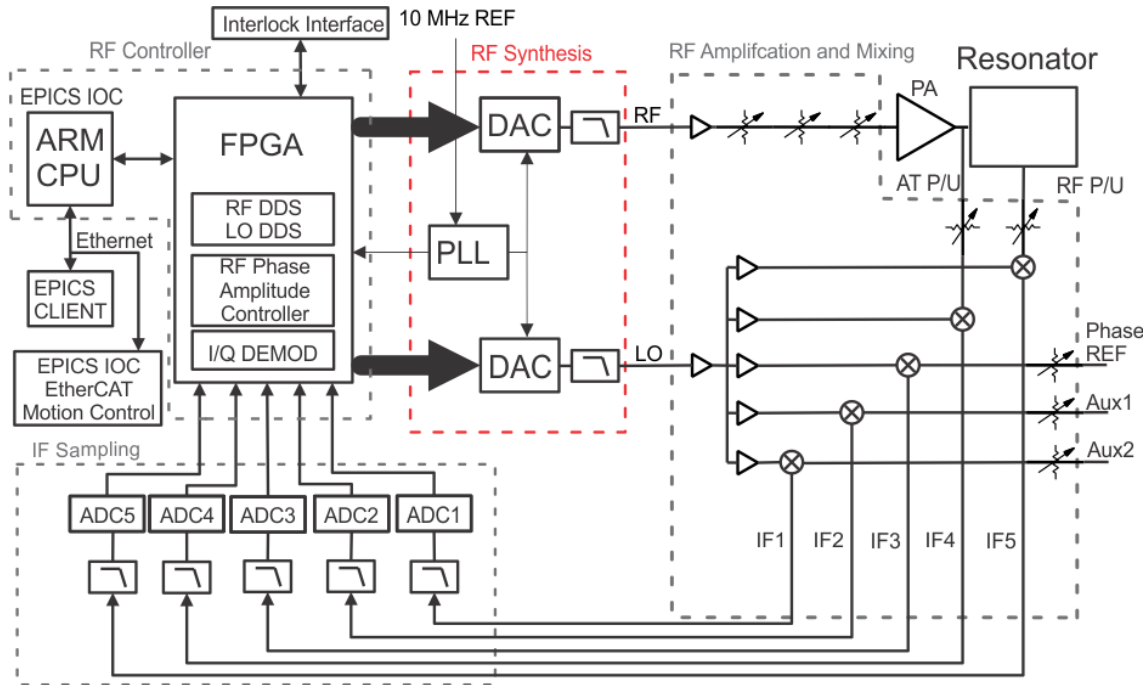 Interlock Interface
10 MHz REF
RF Controller
RF Synthesis
RF Amplifcation and Mixing
Resonator
EPICS IOC
ARM
CPU
FPGA
RF DDS
LO DDS
RF Phase
Amplitude
Controller
I/Q DEMOD
DAC
RF
PA
AT P/U
RF P/U
Ethernet
PLL
EPICS
CLIENT
EPICS IOC
EtherCAT
Motion Control
DAC
LO
Phase
REF
Aux1
Aux2
IF Sampling
ADC5
ADC4
ADC3
ADC2
ADC1
IF1
IF2
IF3
IF4
IF5